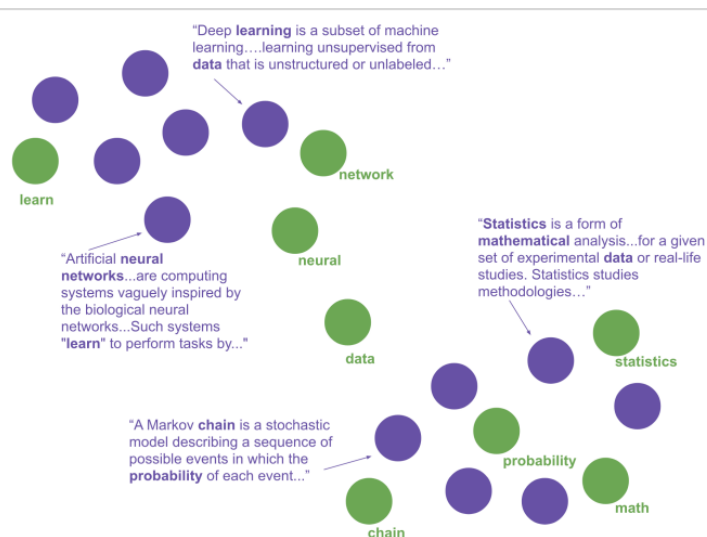 “Deep learning is a subset of machine
learning….learning unsupervised from
data that is unstructured or unlabeled…”
network
learn
“Artificial neural
networks...are computing
systems vaguely inspired by
the biological neural
networks...Such systems
"learn" to perform tasks by..."
neural
“Statistics is a form of
mathematical analysis...for a given
set of experimental data or real-life
studies. Statistics studies
methodologies…”
data
statistics
“A Markov chain is a stochastic
model describing a sequence of
possible events in which the
probability of each event...”
probability
chain
math